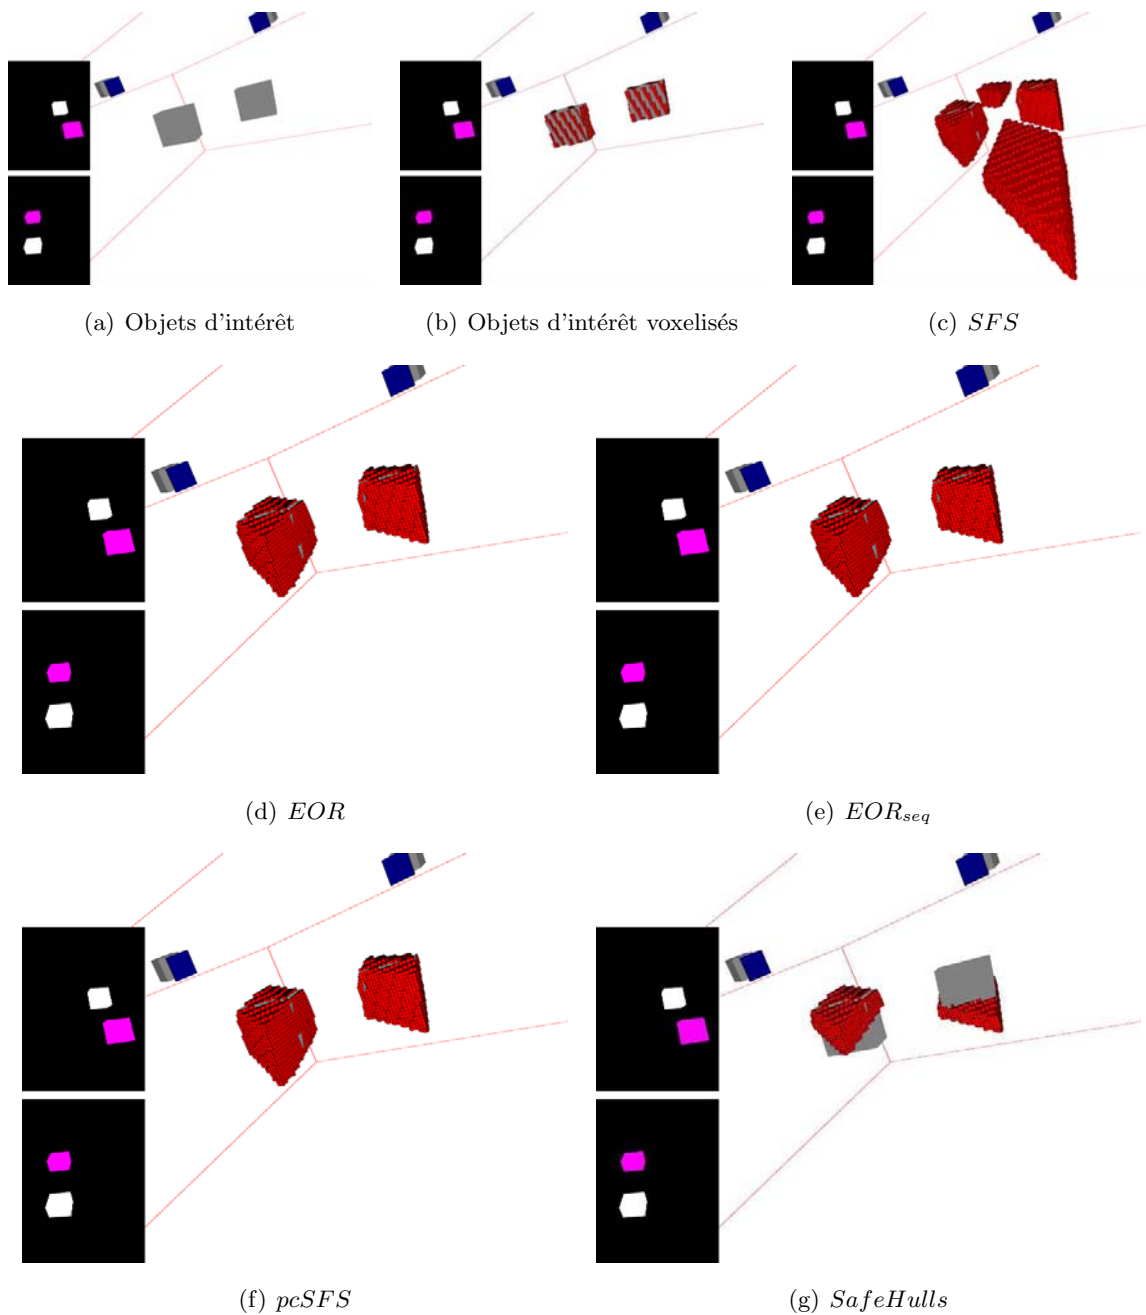 (a) Objets d'intérêt
(b) Objets d'intérêt voxelisés
(c) SFS
(d) EOR
(e) EORseq
(f) pcSFS
(g) SafeHulls